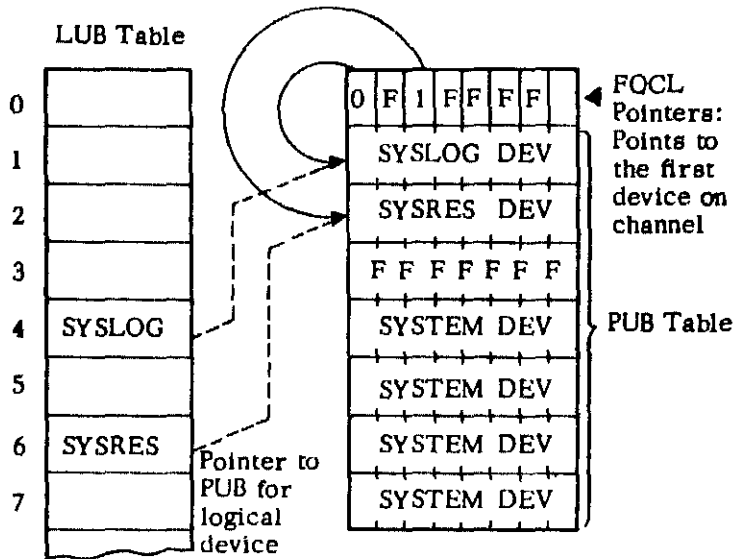 LUB Table
0
1
2
3
4 SYSLOG
5
6 SYSRES
7
Pointer to
PUB for
logical
device
0 F 1 F F F F
SYSLOG DEV
SYSRES DEV
F F F F F F F
SYSTEM DEV
SYSTEM DEV
SYSTEM DEV
SYSTEM DEV
FOCL
Pointers:
Points to
the first
device on
channel
PUB Table